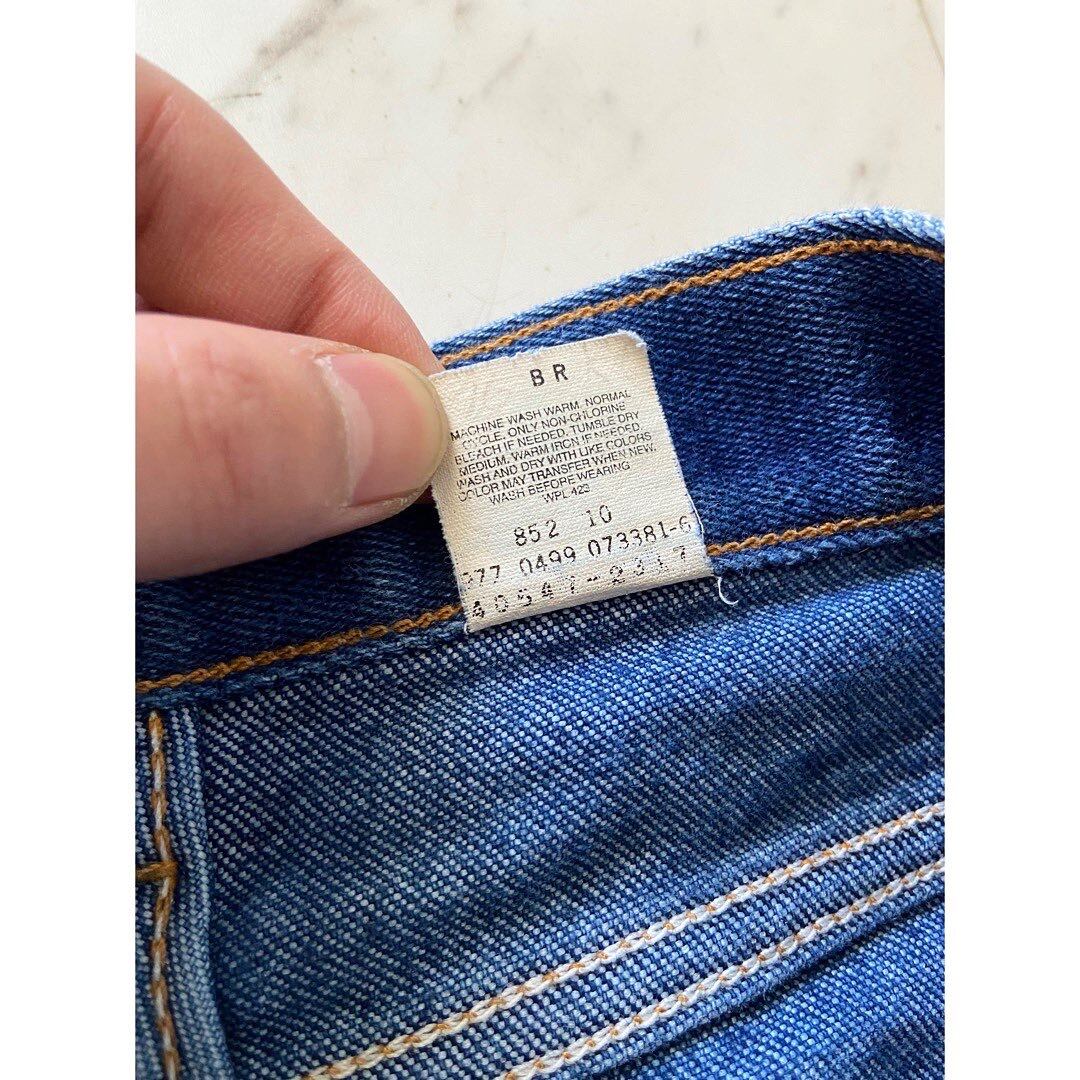 BR
MACHINE WASH WARM, NORMAL
CYCLE. ONLY NON-CHLORINE
BLEACH IF NEEDED. TUMBLE DRY
MEDIUM. WARM IRON IF NEEDED.
WASH AND DRY WITH LIKE COLORS.
COLOR MAY TRANSFER WHEN NEW.
WASH BEFORE WEARING
WPL 423
852 10
0499 073381-6
40547-2317